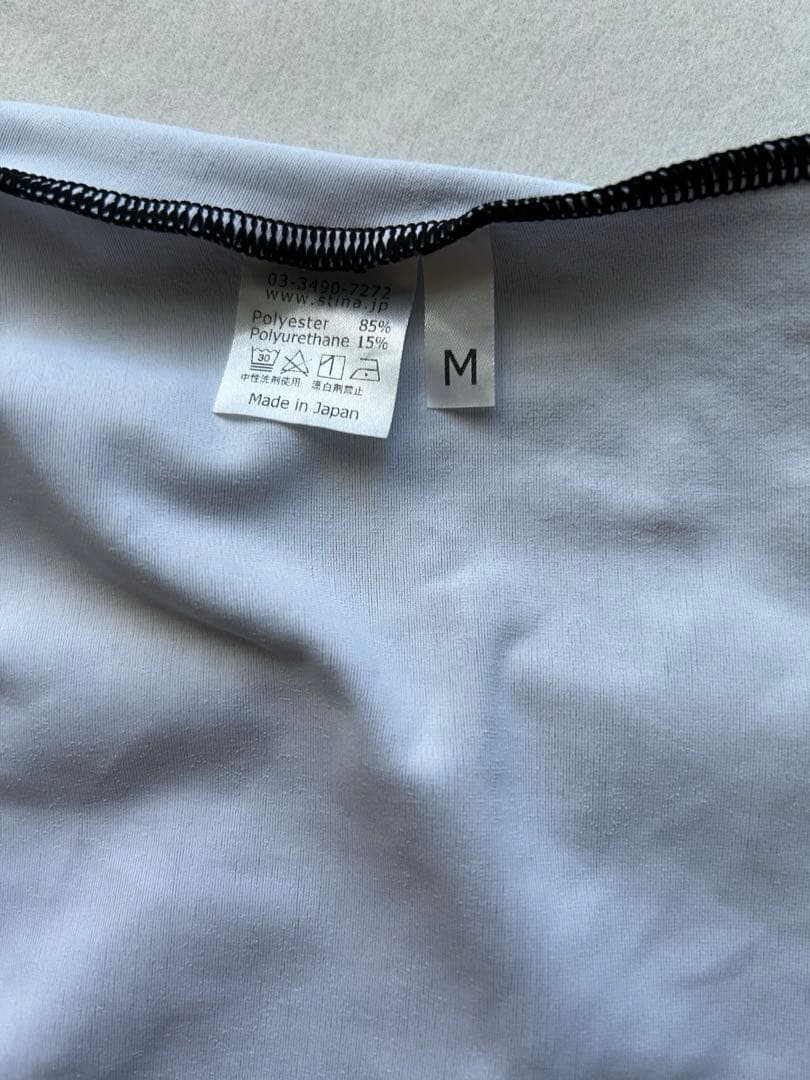 03-3490-7272
www.stina.jp
Polyester 85%
Polyurethane 15%
30
中性洗剤使用 漂白剤禁止
Made in Japan
M